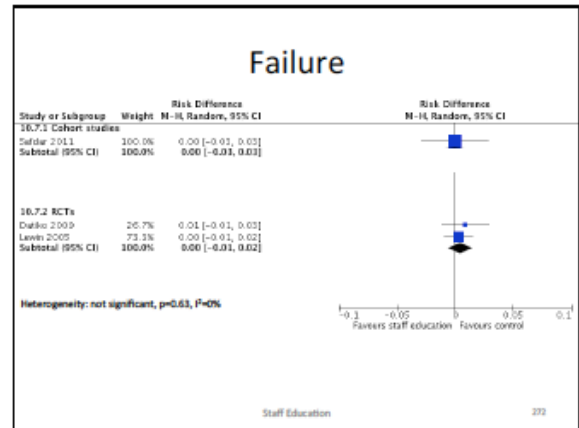 Failure
Risk Difference Risk Difference
Study or Subgroup Weight M-H, Random, 95% CI M-H, Random, 95% CI
10.7.1 Cohort studies
Safdar 2011 100.0% 0.00 [-0.03, 0.03]
Subtotal (95% CI) 100.0% 0.00 [-0.03, 0.03]
10.7.2 RCTs
Datiko 2009 26.7% 0.01 [-0.01, 0.03]
Lewin 2005 73.3% 0.00 [-0.01, 0.02]
Subtotal (95% CI) 100.0% 0.00 [-0.01, 0.02]
Heterogeneity: not significant, p=0.63, I²=0%
-0.1 -0.05 0 0.05 0.1
Favours staff education Favours control
Staff Education 272